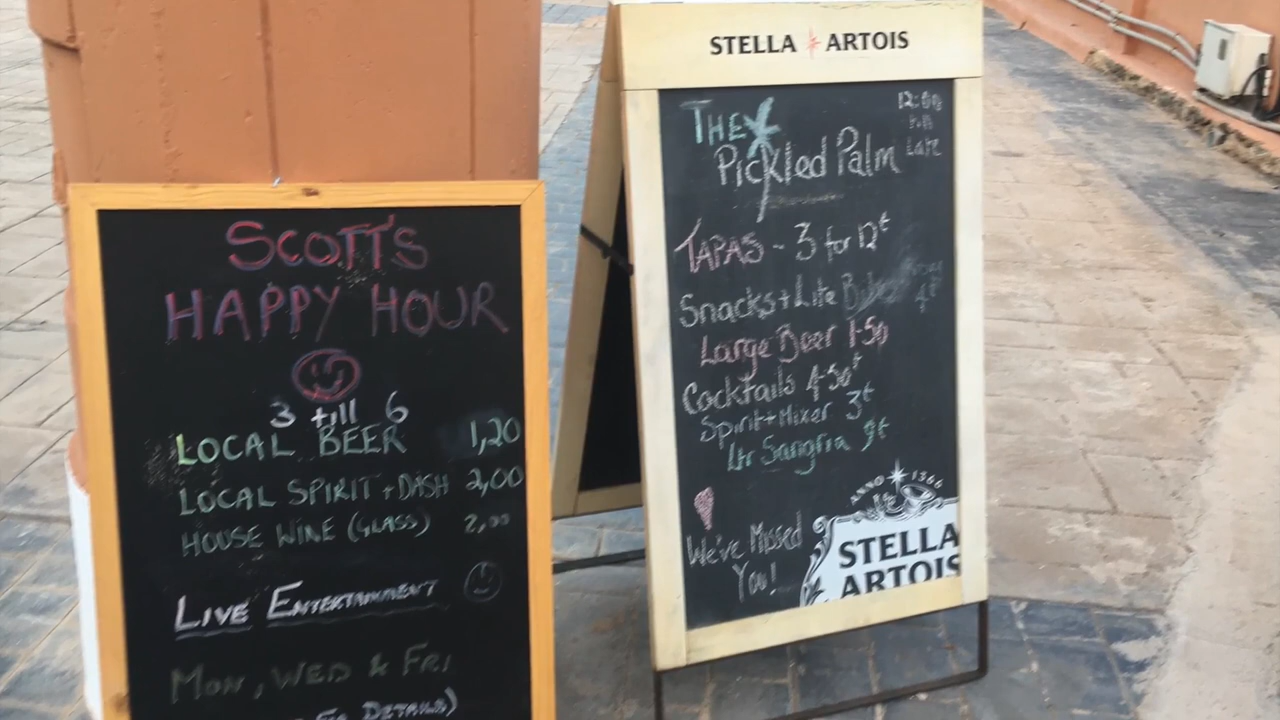 SCOTT'S
HAPPY HOUR
3 till 6
LOCAL BEER 1,20
LOCAL SPIRIT + DASH 2,00
HOUSE WINE (GLASS) 2,00
LIVE ENTERTAINMENT
MON, WED & FRI
DETAILS)
STELLA ARTOIS
THE
Pickled Palm
12:00
till
Late
TAPAS - 3 for 12€
Snacks + Lite
4€
Large Beer 1.50
Cocktails 4.50€
Spirit + Mixer 3€
Ltr Sangria 9€
We've Missed
You!
ANNO 1366
STELLA
ARTOIS